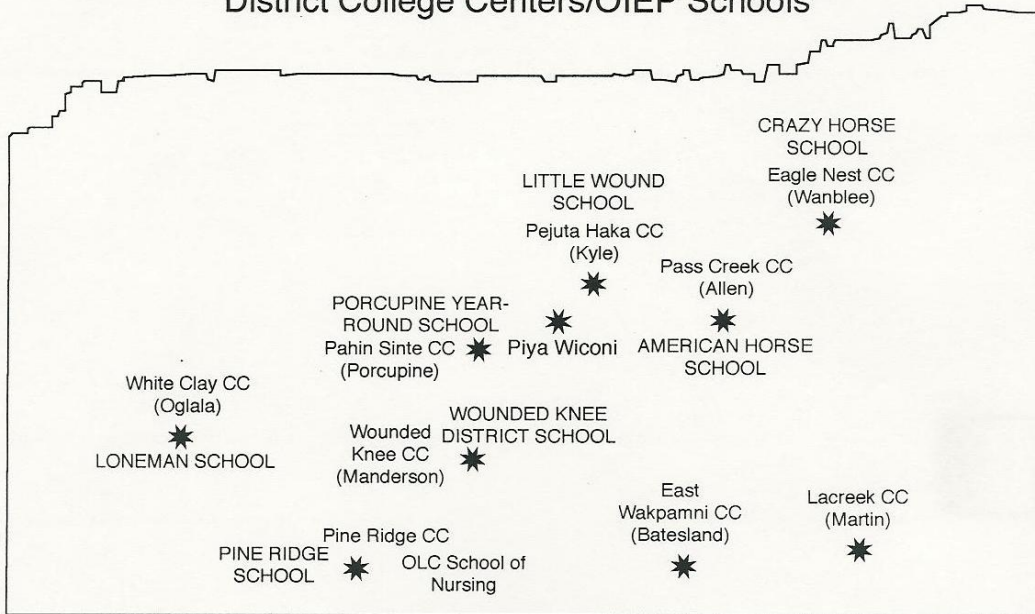 District College Centers/OIEP Schools
CRAZY HORSE
SCHOOL
Eagle Nest CC
(Wanblee)
LITTLE WOUND
SCHOOL
Pejuta Haka CC
(Kyle)
Pass Creek CC
(Allen)
AMERICAN HORSE
SCHOOL
PORCUPINE YEAR-
ROUND SCHOOL
Pahin Sinte CC
(Porcupine)
Piya Wiconi
White Clay CC
(Oglala)
LONEMAN SCHOOL
WOUNDED KNEE
DISTRICT SCHOOL
Wounded
Knee CC
(Manderson)
East
Wakpamni CC
(Batesland)
Lacreek CC
(Martin)
Pine Ridge CC
PINE RIDGE
SCHOOL
OLC School of
Nursing